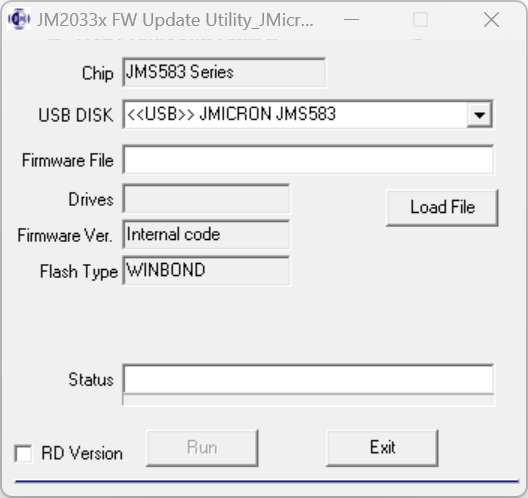 JM2033x FW Update Utility_JMicr...
Chip JMS583 Series
USB DISK <<USB>> JMICRON JMS583
Firmware File
Drives
Load File
Firmware Ver. Internal code
Flash Type WINBOND
Status
RD Version Run Exit